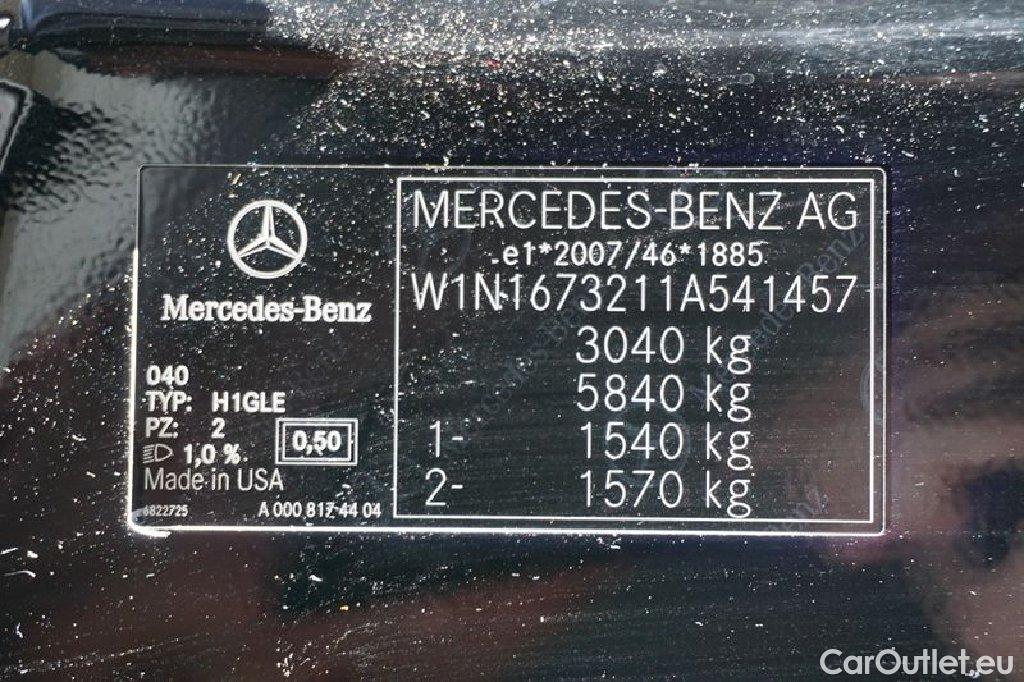 Mercedes-Benz
040
TYP: H1GLE
PZ: 2
1,0 %
0,50
Made in USA
6822725
A 000 817 44 04
MERCEDES-BENZ AG
e1*2007/46*1885
W1N1673211A541457
3040 kg
5840 kg
1- 1540 kg
2- 1570 kg
CarOutlet.eu